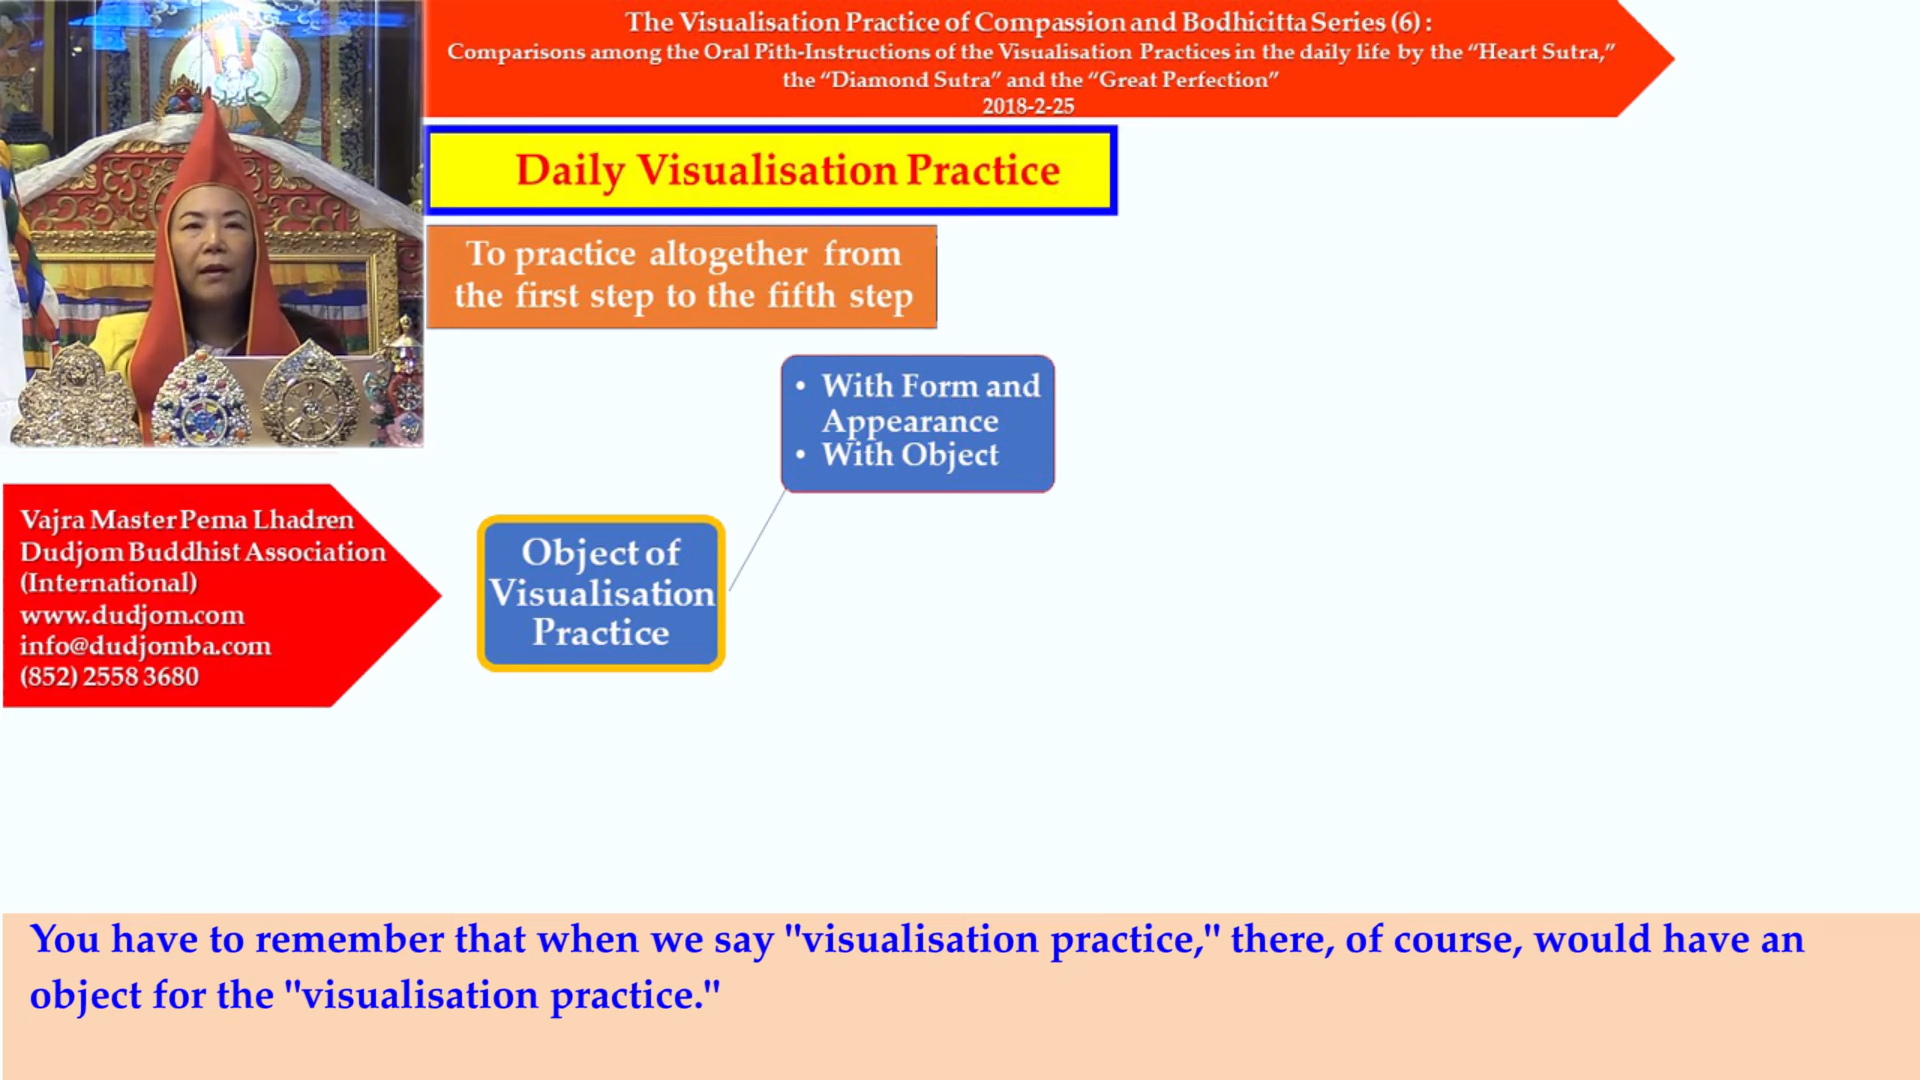 The Visualisation Practice of Compassion and Bodhicitta Series (6) :
Comparisons among the Oral Pith-Instructions of the Visualisation Practices in the daily life by the “Heart Sutra,”
the “Diamond Sutra” and the “Great Perfection”
2018-2-25
Daily Visualisation Practice
To practice altogether from
the first step to the fifth step
• With Form and
Appearance
• With Object
Object of
Visualisation
Practice
Vajra Master Pema Lhadren
Dudjom Buddhist Association
(International)
www.dudjom.com
info@dudjomba.com
(852) 2558 3680
You have to remember that when we say "visualisation practice," there, of course, would have an
object for the "visualisation practice."